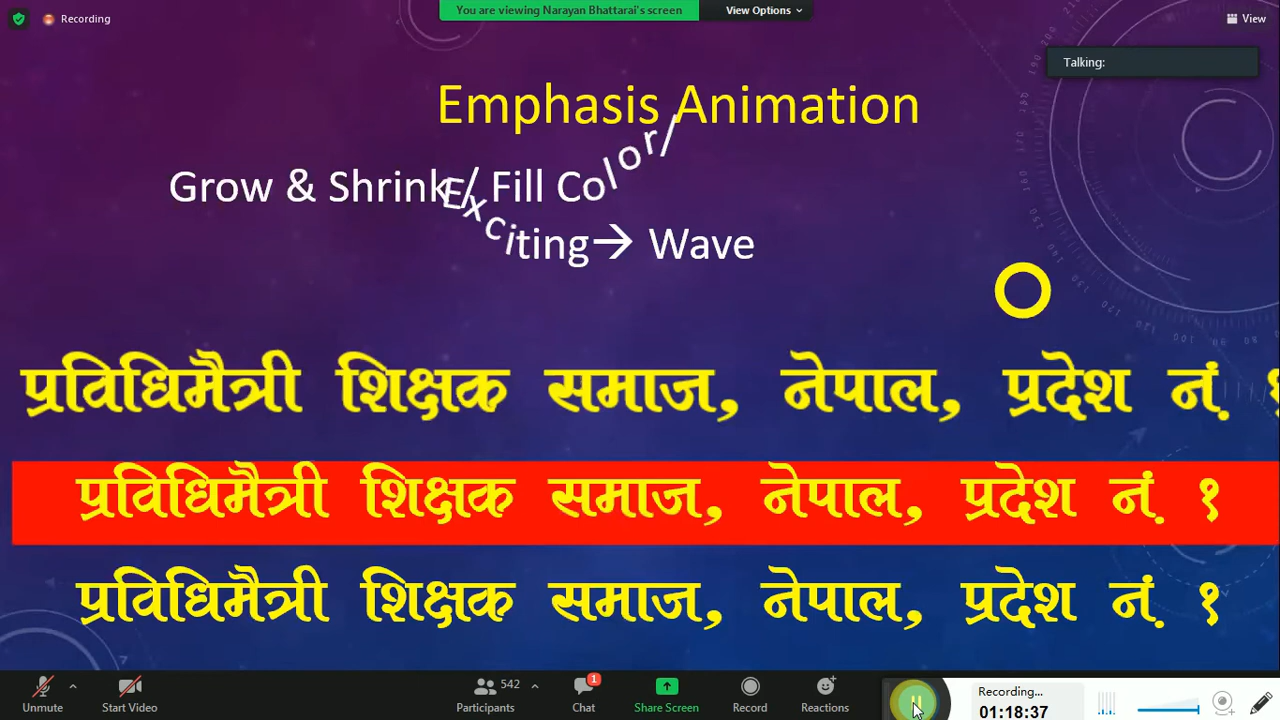 Recording
You are viewing Narayan Bhattarai's screen
View Options
View
Talking:
Emphasis Animation
Grow & Shrink/ Fill Color/
Exciting→ Wave
प्रविधिमैत्री शिक्षक समाज, नेपाल, प्रदेश नं. १
प्रविधिमैत्री शिक्षक समाज, नेपाल, प्रदेश नं. १
प्रविधिमैत्री शिक्षक समाज, नेपाल, प्रदेश नं. १
Unmute
Start Video
542
Participants
1
Chat
Share Screen
Record
Reactions
Recording...
01:18:37